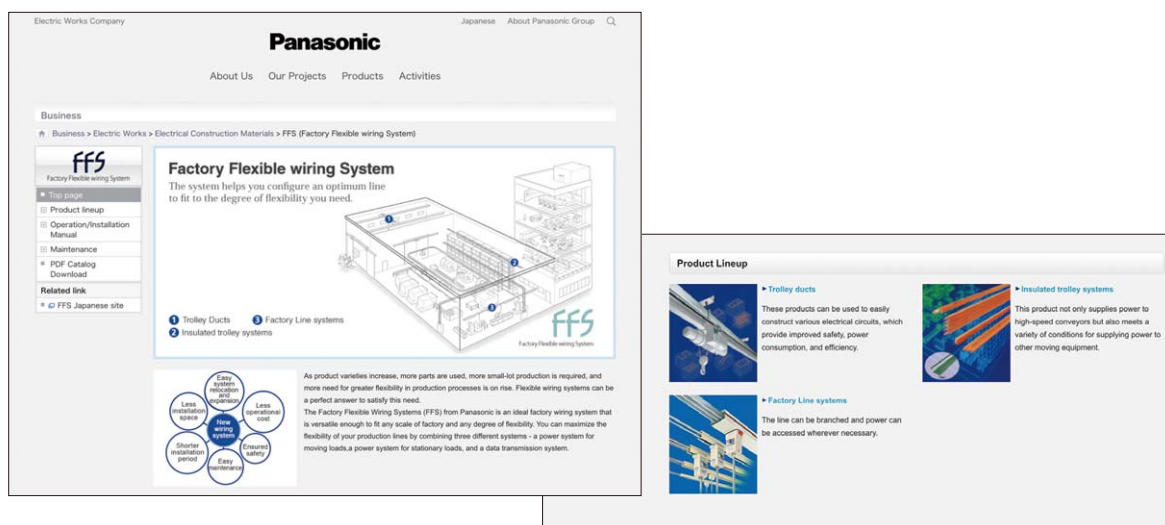 Electric Works Company
Japanese About Panasonic Group
Panasonic
About Us Our Projects Products Activities
Business
Business > Electric Works > Electrical Construction Materials > FFS (Factory Flexible wiring System)
FFS
Factory Flexible wiring System
Top page
Product lineup
Operation/Installation
Manual
Maintenance
PDF Catalog
Download
Related link
FFS Japanese site
Factory Flexible wiring System
The system helps you configure an optimum line
to fit to the degree of flexibility you need.
1
2
3
1 Trolley Ducts 3 Factory Line systems
2 Insulated trolley systems
FFS
Factory Flexible wiring System
Easy
system
relocation
and
expansion
Less
installation
space
Less
operational
cost
New
wiring
system
Shorter
installation
period
Ensured
safety
Easy
maintenance
As product varieties increase, more parts are used, more small-lot production is required, and
more need for greater flexibility in production processes is on rise. Flexible wiring systems can be
a perfect answer to satisfy this need.
The Factory Flexible Wiring Systems (FFS) from Panasonic is an ideal factory wiring system that
is versatile enough to fit any scale of factory and any degree of flexibility. You can maximize the
flexibility of your production lines by combining three different systems - a power system for
moving loads,a power system for stationary loads, and a data transmission system.
Product Lineup
Trolley ducts
These products can be used to easily
construct various electrical circuits, which
provide improved safety, power
consumption, and efficiency.
Insulated trolley systems
This product not only supplies power to
high-speed conveyors but also meets a
variety of conditions for supplying power to
other moving equipment.
Factory Line systems
The line can be branched and power can
be accessed wherever necessary.